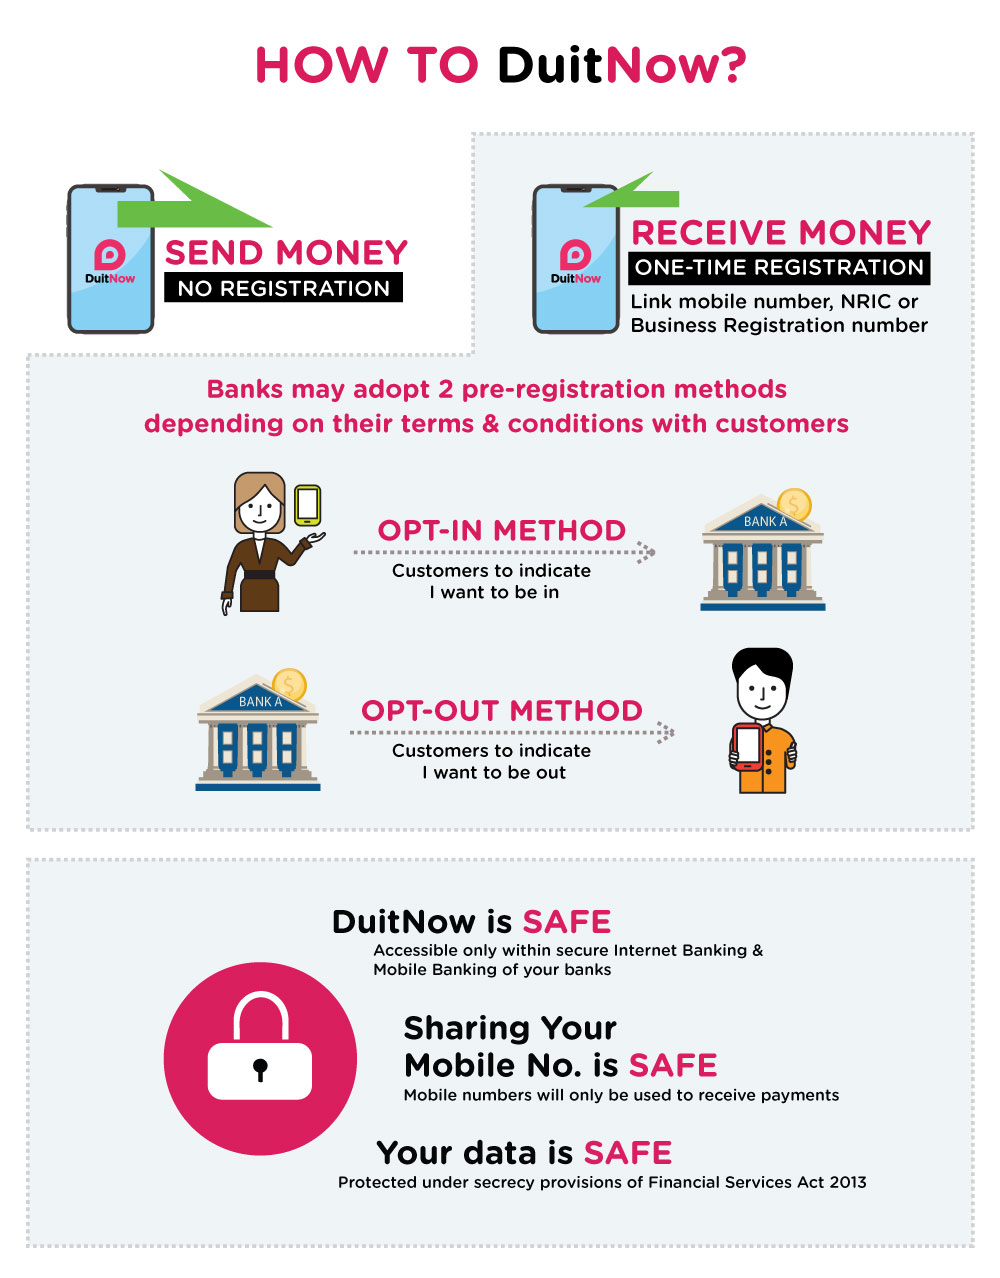 HOW TO DuitNow?
DuitNow
SEND MONEY
NO REGISTRATION
DuitNow
RECEIVE MONEY
ONE-TIME REGISTRATION
Link mobile number, NRIC or
Business Registration number
Banks may adopt 2 pre-registration methods
depending on their terms & conditions with customers
OPT-IN METHOD
Customers to indicate
I want to be in
$
BANK A
$
BANK A
OPT-OUT METHOD
Customers to indicate
I want to be out
DuitNow is SAFE
Accessible only within secure Internet Banking &
Mobile Banking of your banks
Sharing Your
Mobile No. is SAFE
Mobile numbers will only be used to receive payments
Your data is SAFE
Protected under secrecy provisions of Financial Services Act 2013